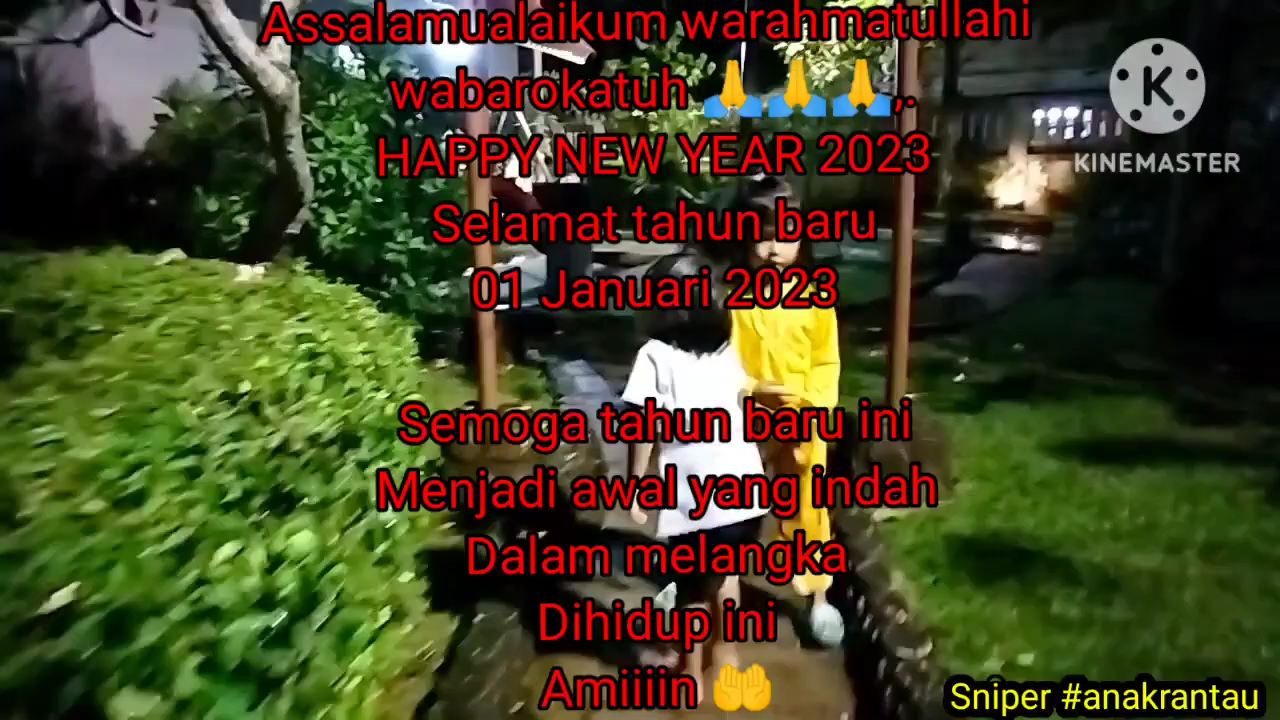 Assalamualaikum warahmatullahi
wabarokatuh 🙏🙏🙏,.
HAPPY NEW YEAR 2023
Selamat tahun baru
01 Januari 2023
Semoga tahun baru ini
Menjadi awal yang indah
Dalam melangka
Dihidup ini
Amiiiin 🤲
K
KINEMASTER
Sniper #anakrantau